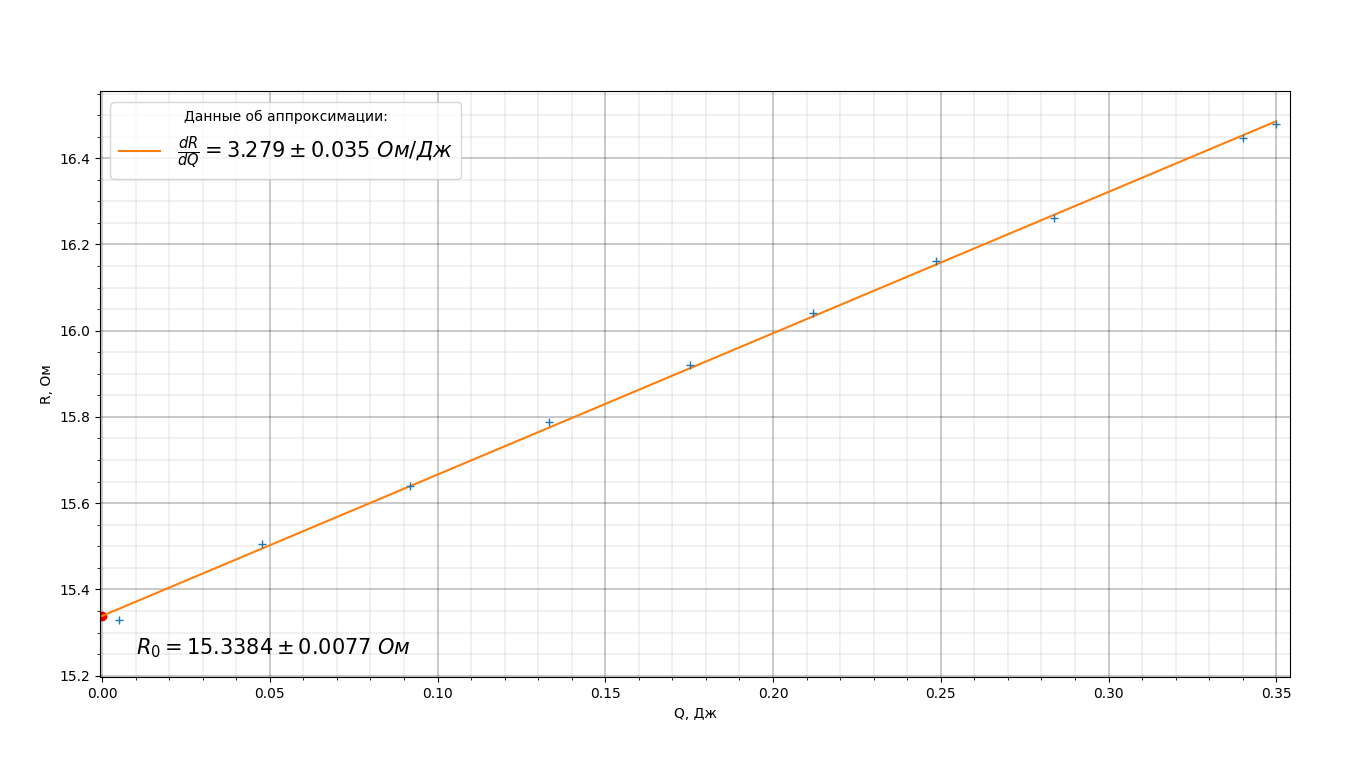 Данные об аппроксимации:
dR/dQ = 3.279 ± 0.035 Ом/Дж
16.4
16.2
16.0
R, Ом
15.8
15.6
15.4
R₀ = 15.3384 ± 0.0077 Ом
15.2
0.00 0.05 0.10 0.15 0.20 0.25 0.30 0.35
Q, Дж